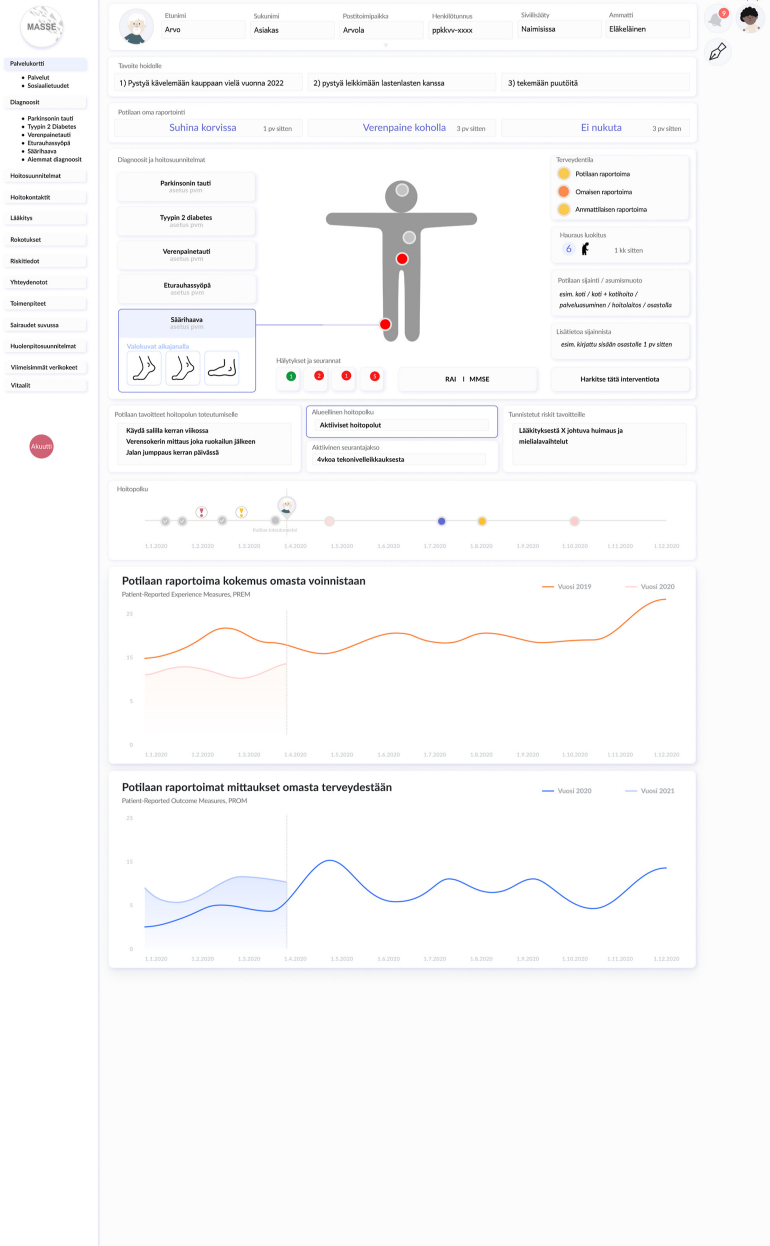 MASSE
Palvelukortti
Palvelut
Sosiaalietuudet
Diagnoosit
Parkinsonin tauti
Tyypin 2 Diabetes
Verenpainetauti
Eturauhassyöpä
Säärihaava
Aiemmat diagnoosit
Hoitosuunnitelmat
Hoitokontaktit
Lääkitys
Rokotukset
Riskitiedot
Yhteydenotot
Toimenpiteet
Sairaudet suvussa
Huolenpitosuunnitelmat
Viimeisimmät verikokeet
Vitaalit
Akuutti
Etunimi
Arvo
Sukunimi
Asiakas
Postitoimipaikka
Arvola
Henkilötunnus
ppkkvv-xxxx
Siviilisääty
Naimisissa
Ammatti
Eläkeläinen
9
Tavoite hoidolle
1) Pystyä kävelemään kauppaan vielä vuonna 2022
2) pystyä leikkimään lastenlasten kanssa
3) tekemään puutöitä
Potilaan oma raportointi
Suhina korvissa 1 pv sitten
Verenpaine koholla 3 pv sitten
Ei nukuta 3 pv sitten
Diagnoosit ja hoitosuunnitelmat
Parkinsonin tauti
asetus pvm
Tyypin 2 diabetes
asetus pvm
Verenpainetauti
asetus pvm
Eturauhassyöpä
asetus pvm
Säärihaava
asetus pvm
Valokuvat aikajanalla
Hälytykset ja seurannat
1 2 1 5
RAI I MMSE
Terveydentila
Potilaan raportoima
Omaisen raportoima
Ammattilaisen raportoima
Hauraus luokitus
6 1 kk sitten
Potilaan sijainti / asumismuoto
esim. koti / koti + kotihoito /
palveluasuminen / hoitolaitos / osastolla
Lisätietoa sijainnista
esim. kirjattu sisään osastolle 1 pv sitten
Harkitse tätä interventiota
Potilaan tavoitteet hoitopolun toteutumiselle
Käydä salilla kerran viikossa
Verensokerin mittaus joka ruokailun jälkeen
Jalan jumppaus kerran päivässä
Alueellinen hoitopolku
Aktiiviset hoitopolut
Aktiivinen seurantajakso
4vkoa tekonivelleikkauksesta
Tunnistetut riskit tavoitteille
Lääkityksestä X johtuva huimaus ja
mielialavaihtelut
Hoitopolku
1.1.2020 1.2.2020 1.3.2020 1.4.2020 1.5.2020 1.6.2020 1.7.2020 1.8.2020 1.9.2020 1.10.2020 1.11.2020 1.12.2020
Potilaan raportoima kokemus omasta voinnistaan
Patient-Reported Experience Measures, PREM
Vuosi 2019 Vuosi 2020
25
15
5
0
1.1.2020 1.2.2020 1.3.2020 1.4.2020 1.5.2020 1.6.2020 1.7.2020 1.8.2020 1.9.2020 1.10.2020 1.11.2020 1.12.2020
Potilaan raportoimat mittaukset omasta terveydestään
Patient-Reported Outcome Measures, PROM
Vuosi 2020 Vuosi 2021
25
15
5
0
1.1.2020 1.2.2020 1.3.2020 1.4.2020 1.5.2020 1.6.2020 1.7.2020 1.8.2020 1.9.2020 1.10.2020 1.11.2020 1.12.2020